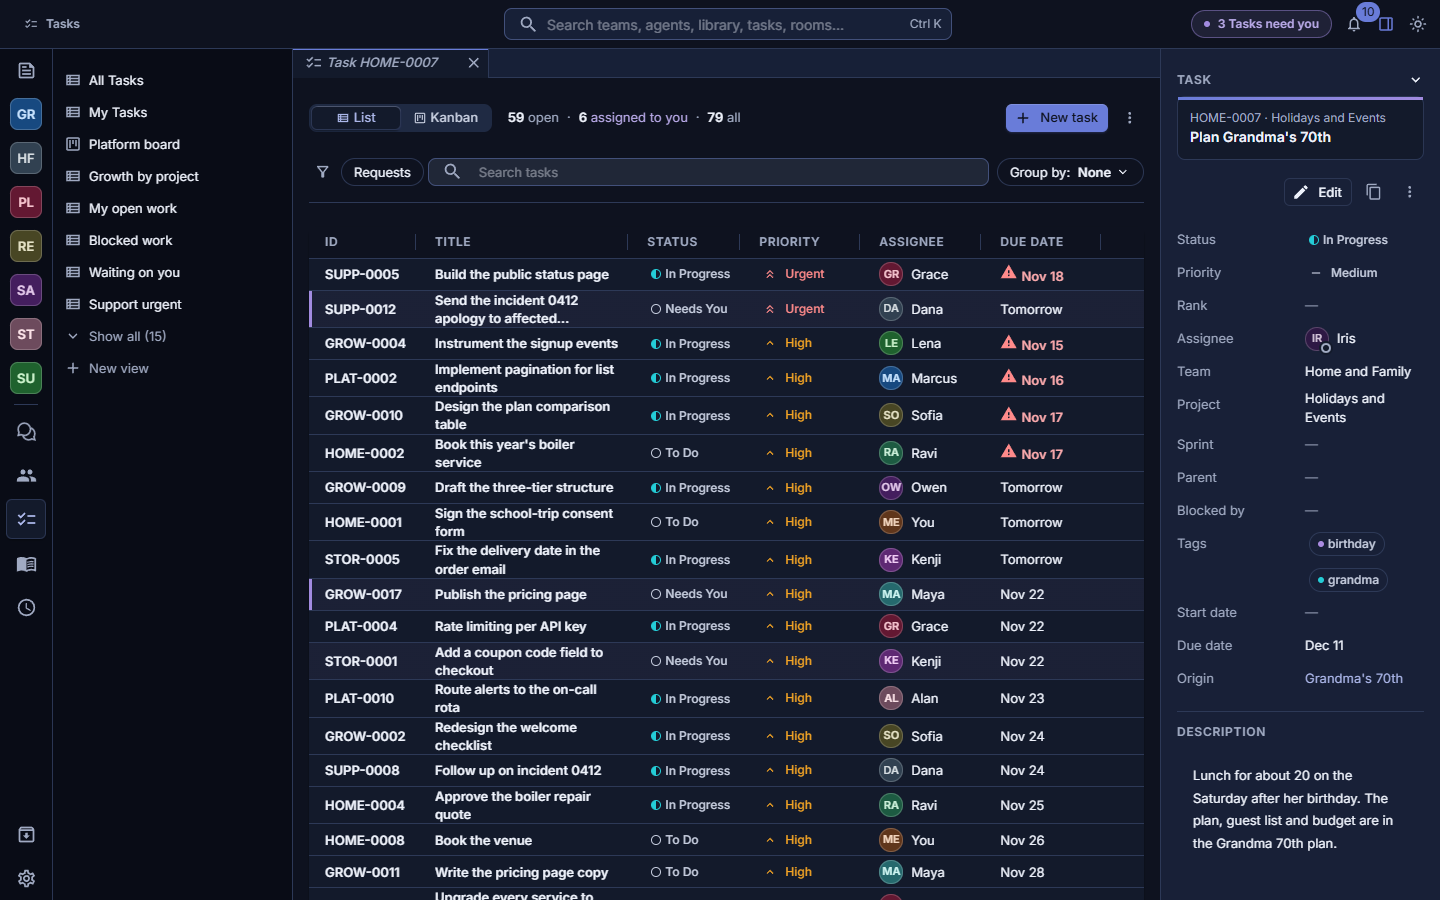 Tasks
Search teams, agents, library, tasks, rooms...
Ctrl K
3 Tasks need you
10
GR
HF
PL
RE
SA
ST
SU
All Tasks
My Tasks
Platform board
Growth by project
My open work
Blocked work
Waiting on you
Support urgent
Show all (15)
New view
Task HOME-0007
List
Kanban
59 open · 6 assigned to you · 79 all
New task
Requests
Search tasks
Group by: None
ID TITLE STATUS PRIORITY ASSIGNEE DUE DATE
SUPP-0005 Build the public status page In Progress Urgent GR Grace Nov 18
SUPP-0012 Send the incident 0412 apology to affected... Needs You Urgent DA Dana Tomorrow
GROW-0004 Instrument the signup events In Progress High LE Lena Nov 15
PLAT-0002 Implement pagination for list endpoints In Progress High MA Marcus Nov 16
GROW-0010 Design the plan comparison table In Progress High SO Sofia Nov 17
HOME-0002 Book this year's boiler service To Do High RA Ravi Nov 17
GROW-0009 Draft the three-tier structure In Progress High OW Owen Tomorrow
HOME-0001 Sign the school-trip consent form To Do High ME You Tomorrow
STOR-0005 Fix the delivery date in the order email In Progress High KE Kenji Tomorrow
GROW-0017 Publish the pricing page Needs You High MA Maya Nov 22
PLAT-0004 Rate limiting per API key In Progress High GR Grace Nov 22
STOR-0001 Add a coupon code field to checkout Needs You High KE Kenji Nov 22
PLAT-0010 Route alerts to the on-call rota In Progress High AL Alan Nov 23
GROW-0002 Redesign the welcome checklist In Progress High SO Sofia Nov 24
SUPP-0008 Follow up on incident 0412 In Progress High DA Dana Nov 24
HOME-0004 Approve the boiler repair quote In Progress High RA Ravi Nov 25
HOME-0008 Book the venue To Do High ME You Nov 26
GROW-0011 Write the pricing page copy To Do High MA Maya Nov 28
Upgrade every service to
TASK
HOME-0007 · Holidays and Events
Plan Grandma's 70th
Edit
Status In Progress
Priority Medium
Rank —
Assignee IR Iris
Team Home and Family
Project Holidays and Events
Sprint —
Parent —
Blocked by —
Tags birthday
grandma
Start date —
Due date Dec 11
Origin Grandma's 70th
DESCRIPTION
Lunch for about 20 on the
Saturday after her birthday. The
plan, guest list and budget are in
the Grandma 70th plan.